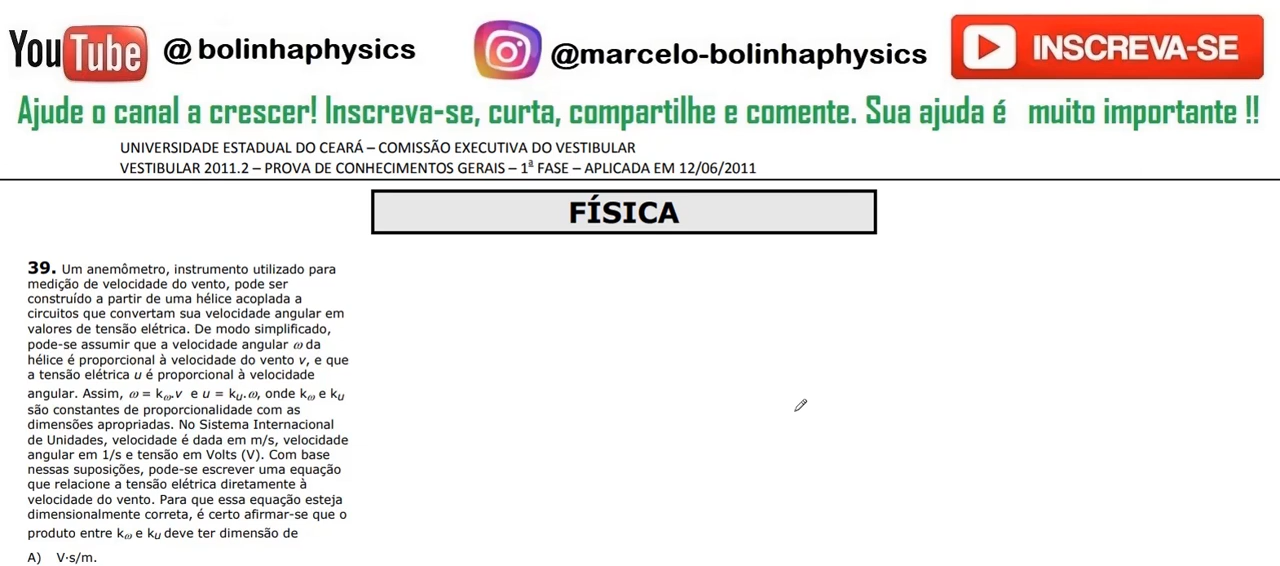 YouTube @bolinhaphysics @marcelo-bolinhaphysics INSCREVA-SE
Ajude o canal a crescer! Inscreva-se, curta, compartilhe e comente. Sua ajuda é muito importante !!
UNIVERSIDADE ESTADUAL DO CEARÁ – COMISSÃO EXECUTIVA DO VESTIBULAR
VESTIBULAR 2011.2 – PROVA DE CONHECIMENTOS GERAIS – 1ª FASE – APLICADA EM 12/06/2011
FÍSICA
39. Um anemômetro, instrumento utilizado para
medição de velocidade do vento, pode ser
construído a partir de uma hélice acoplada a
circuitos que convertam sua velocidade angular em
valores de tensão elétrica. De modo simplificado,
pode-se assumir que a velocidade angular ω da
hélice é proporcional à velocidade do vento v, e que
a tensão elétrica u é proporcional à velocidade
angular. Assim, ω = kω.v e u = kU.ω, onde kω e kU
são constantes de proporcionalidade com as
dimensões apropriadas. No Sistema Internacional
de Unidades, velocidade é dada em m/s, velocidade
angular em 1/s e tensão em Volts (V). Com base
nessas suposições, pode-se escrever uma equação
que relacione a tensão elétrica diretamente à
velocidade do vento. Para que essa equação esteja
dimensionalmente correta, é certo afirmar-se que o
produto entre kω e kU deve ter dimensão de
A) V·s/m.